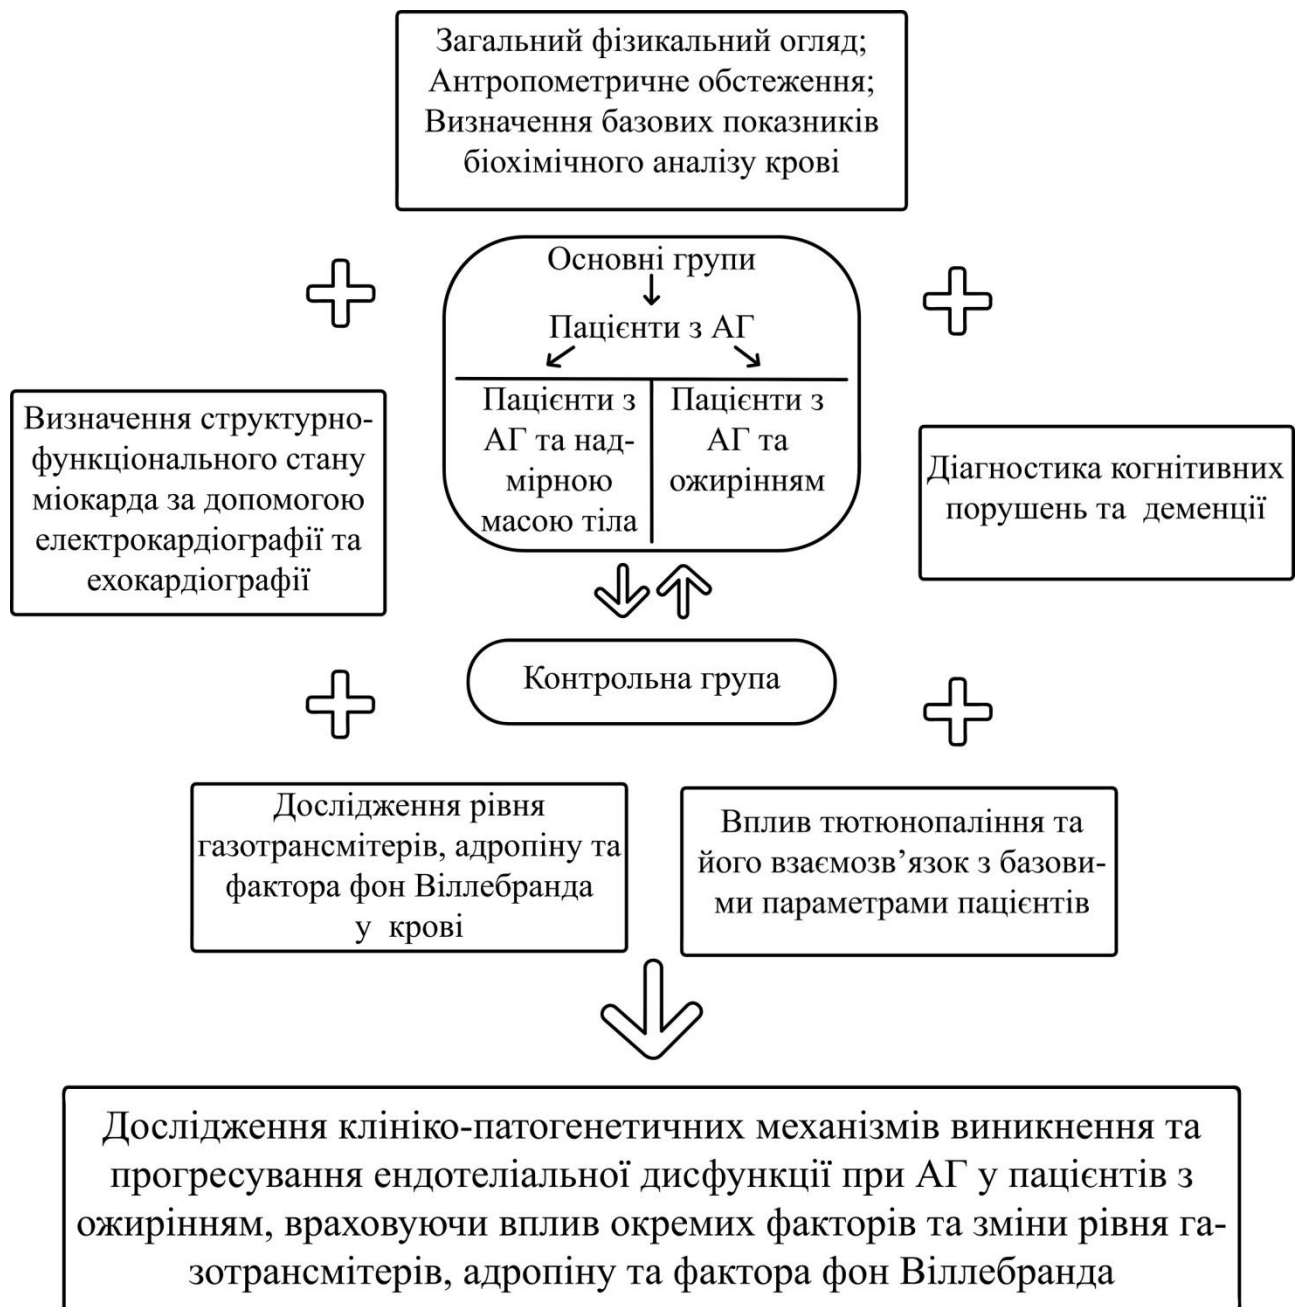 Загальний фізикальний огляд;
Антропометричне обстеження;
Визначення базових показників
біохімічного аналізу крові
Основні групи
Пацієнти з АГ
Пацієнти з
АГ та над-
мірною
масою тіла
Пацієнти з
АГ та
ожирінням
Визначення структурно-
функціонального стану
міокарда за допомогою
електрокардіографії та
ехокардіографії
Діагностика когнітивних
порушень та деменції
Контрольна група
Дослідження рівня
газотрансмітерів, адропіну та
фактора фон Віллебранда
у крові
Вплив тютюнопаління та
його взаємозв’язок з базови-
ми параметрами пацієнтів
Дослідження клініко-патогенетичних механізмів виникнення та
прогресування ендотеліальної дисфункції при АГ у пацієнтів з
ожирінням, враховуючи вплив окремих факторів та зміни рівня га-
зотрансмітерів, адропіну та фактора фон Віллебранда